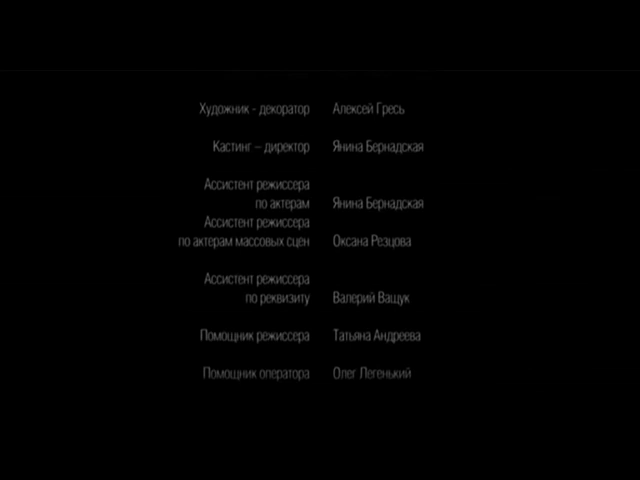 Художник - декоратор Алексей Гресь
Кастинг – директор Янина Бернадская
Ассистент режиссера
по актерам Янина Бернадская
Ассистент режиссера
по актерам массовых сцен Оксана Резцова
Ассистент режиссера
по реквизиту Валерий Ващук
Помощник режиссера Татьяна Андреева
Помощник оператора Олег Легенький